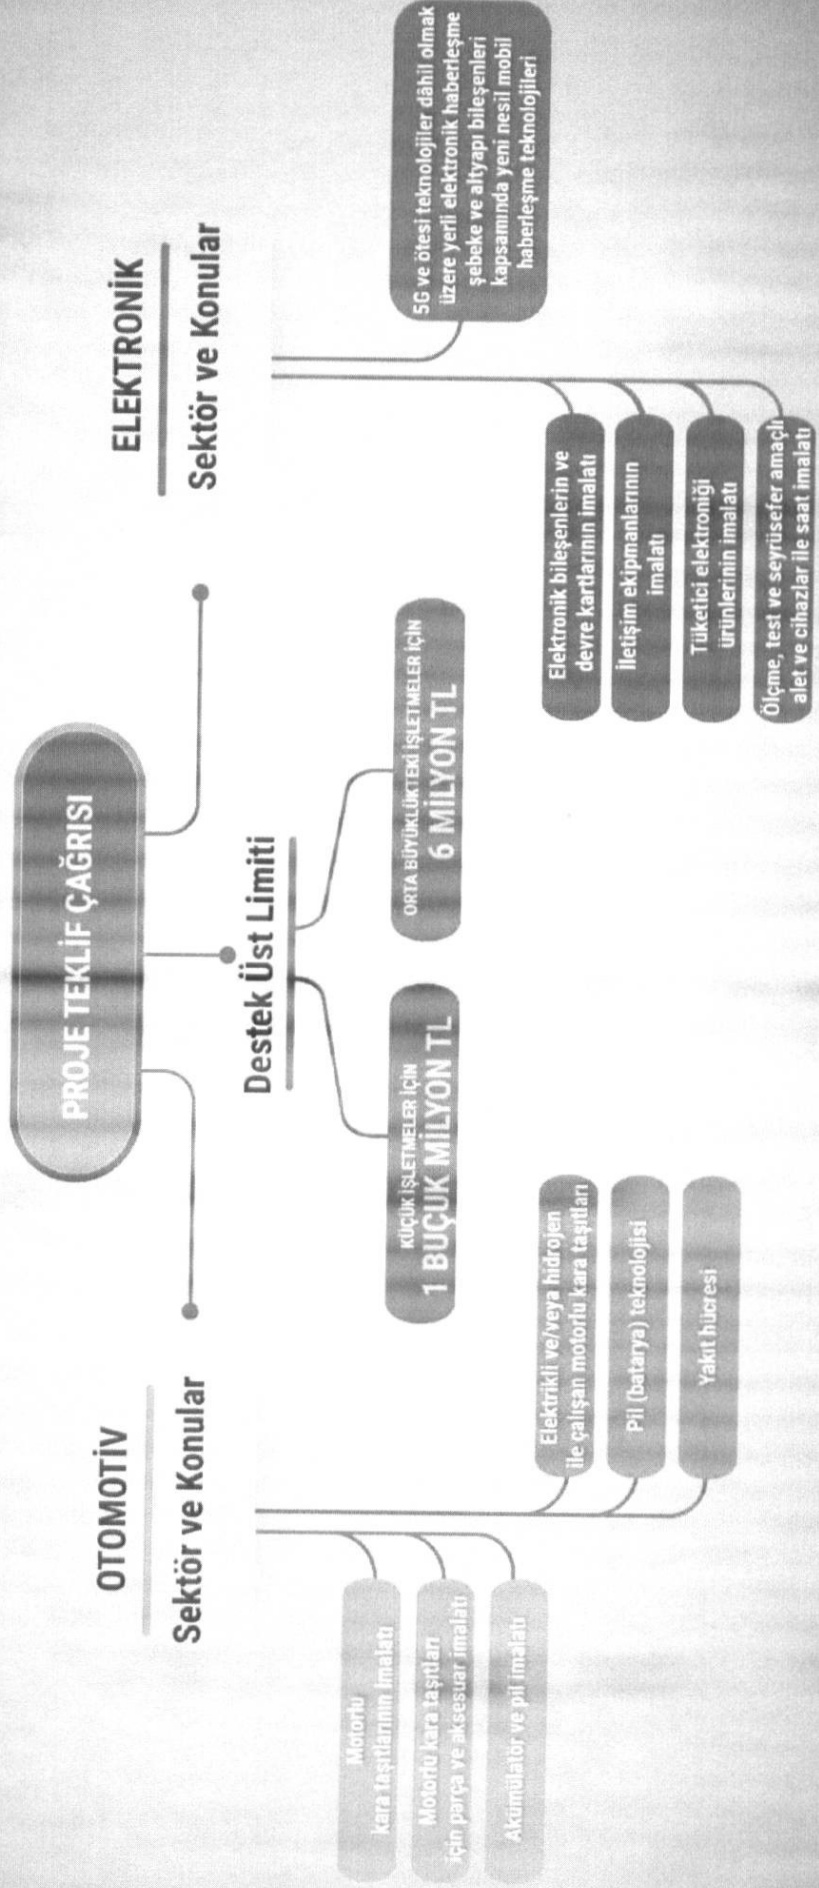 PROJE TEKLİF ÇAĞRISI
OTOMOTİV
Sektör ve Konular
Motorlu
kara taşıtlarının imalatı
Motorlu kara taşıtları
için parça ve aksesuar imalatı
Akümülatör ve pil imalatı
Elektrikli ve/veya hidrojen
ile çalışan motorlu kara taşıtları
Pil (batarya) teknolojisi
Yakıt hücresi
Destek Üst Limiti
KÜÇÜK İŞLETMELER İÇİN
1 BUÇUK MİLYON TL
ORTA BÜYÜKLÜKTEKİ İŞLETMELER İÇİN
6 MİLYON TL
ELEKTRONİK
Sektör ve Konular
Elektronik bileşenlerin ve
devre kartlarının imalatı
İletişim ekipmanlarının
imalatı
Tüketici elektroniği
ürünlerinin imalatı
Ölçme, test ve seyrüsefer amaçlı
alet ve cihazlar ile saat imalatı
5G ve ötesi teknolojiler dâhil olmak
üzere yerli elektronik haberleşme
şebeke ve altyapı bileşenleri
kapsamında yeni nesil mobil
haberleşme teknolojileri